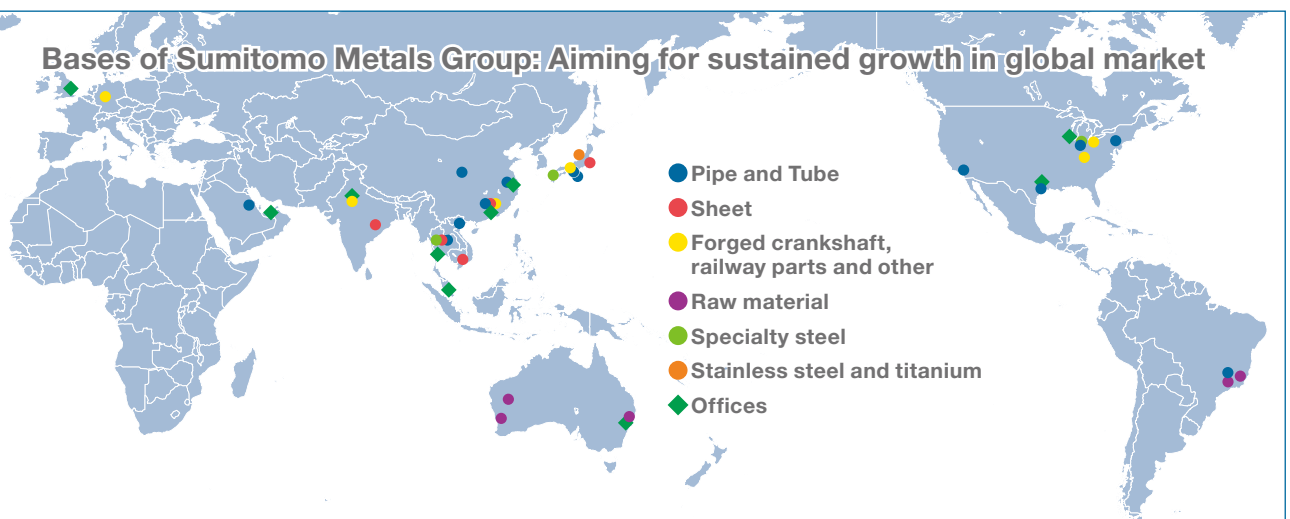 Bases of Sumitomo Metals Group: Aiming for sustained growth in global market
Pipe and Tube
Sheet
Forged crankshaft,
railway parts and other
Raw material
Specialty steel
Stainless steel and titanium
Offices